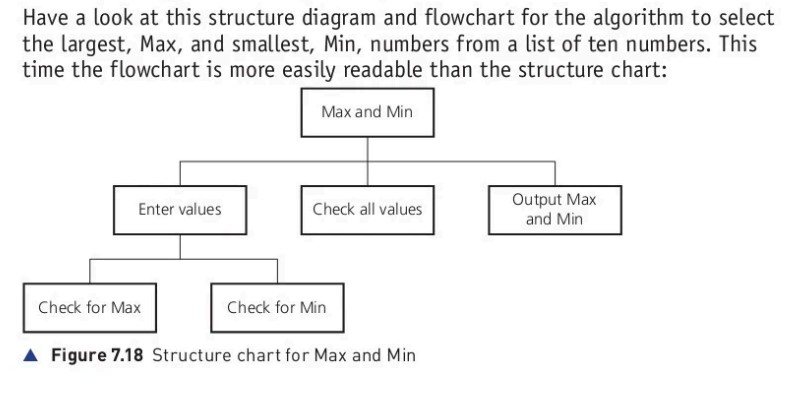 Have a look at this structure diagram and flowchart for the algorithm to select
the largest, Max, and smallest, Min, numbers from a list of ten numbers. This
time the flowchart is more easily readable than the structure chart:
Max and Min
Enter values
Check all values
Output Max
and Min
Check for Max
Check for Min
▲ Figure 7.18 Structure chart for Max and Min